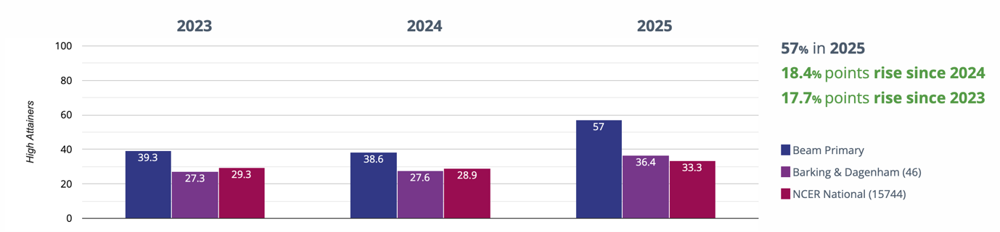 2023
2024
2025
100
80
60
40
20
0
High Attainers
39.3
27.3
29.3
38.6
27.6
28.9
57
36.4
33.3
57% in 2025
18.4% points rise since 2024
17.7% points rise since 2023
Beam Primary
Barking & Dagenham (46)
NCER National (15744)